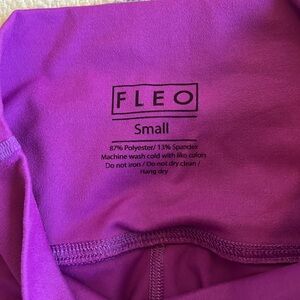 FLEO
Small
87% Polyester/ 13% Spandex
Machine wash cold with like colors
Do not iron / Do not dry clean /
Hang dry